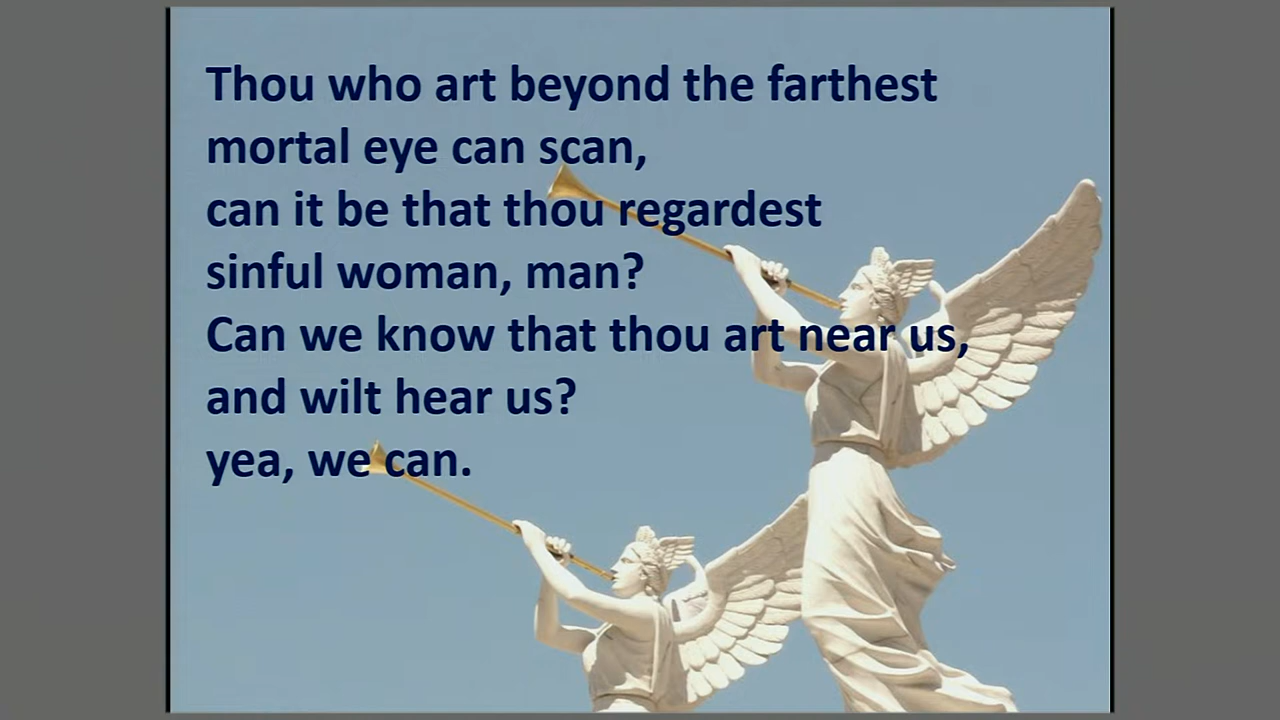 Thou who art beyond the farthest
mortal eye can scan,
can it be that thou regardest
sinful woman, man?
Can we know that thou art near us,
and wilt hear us?
yea, we can.